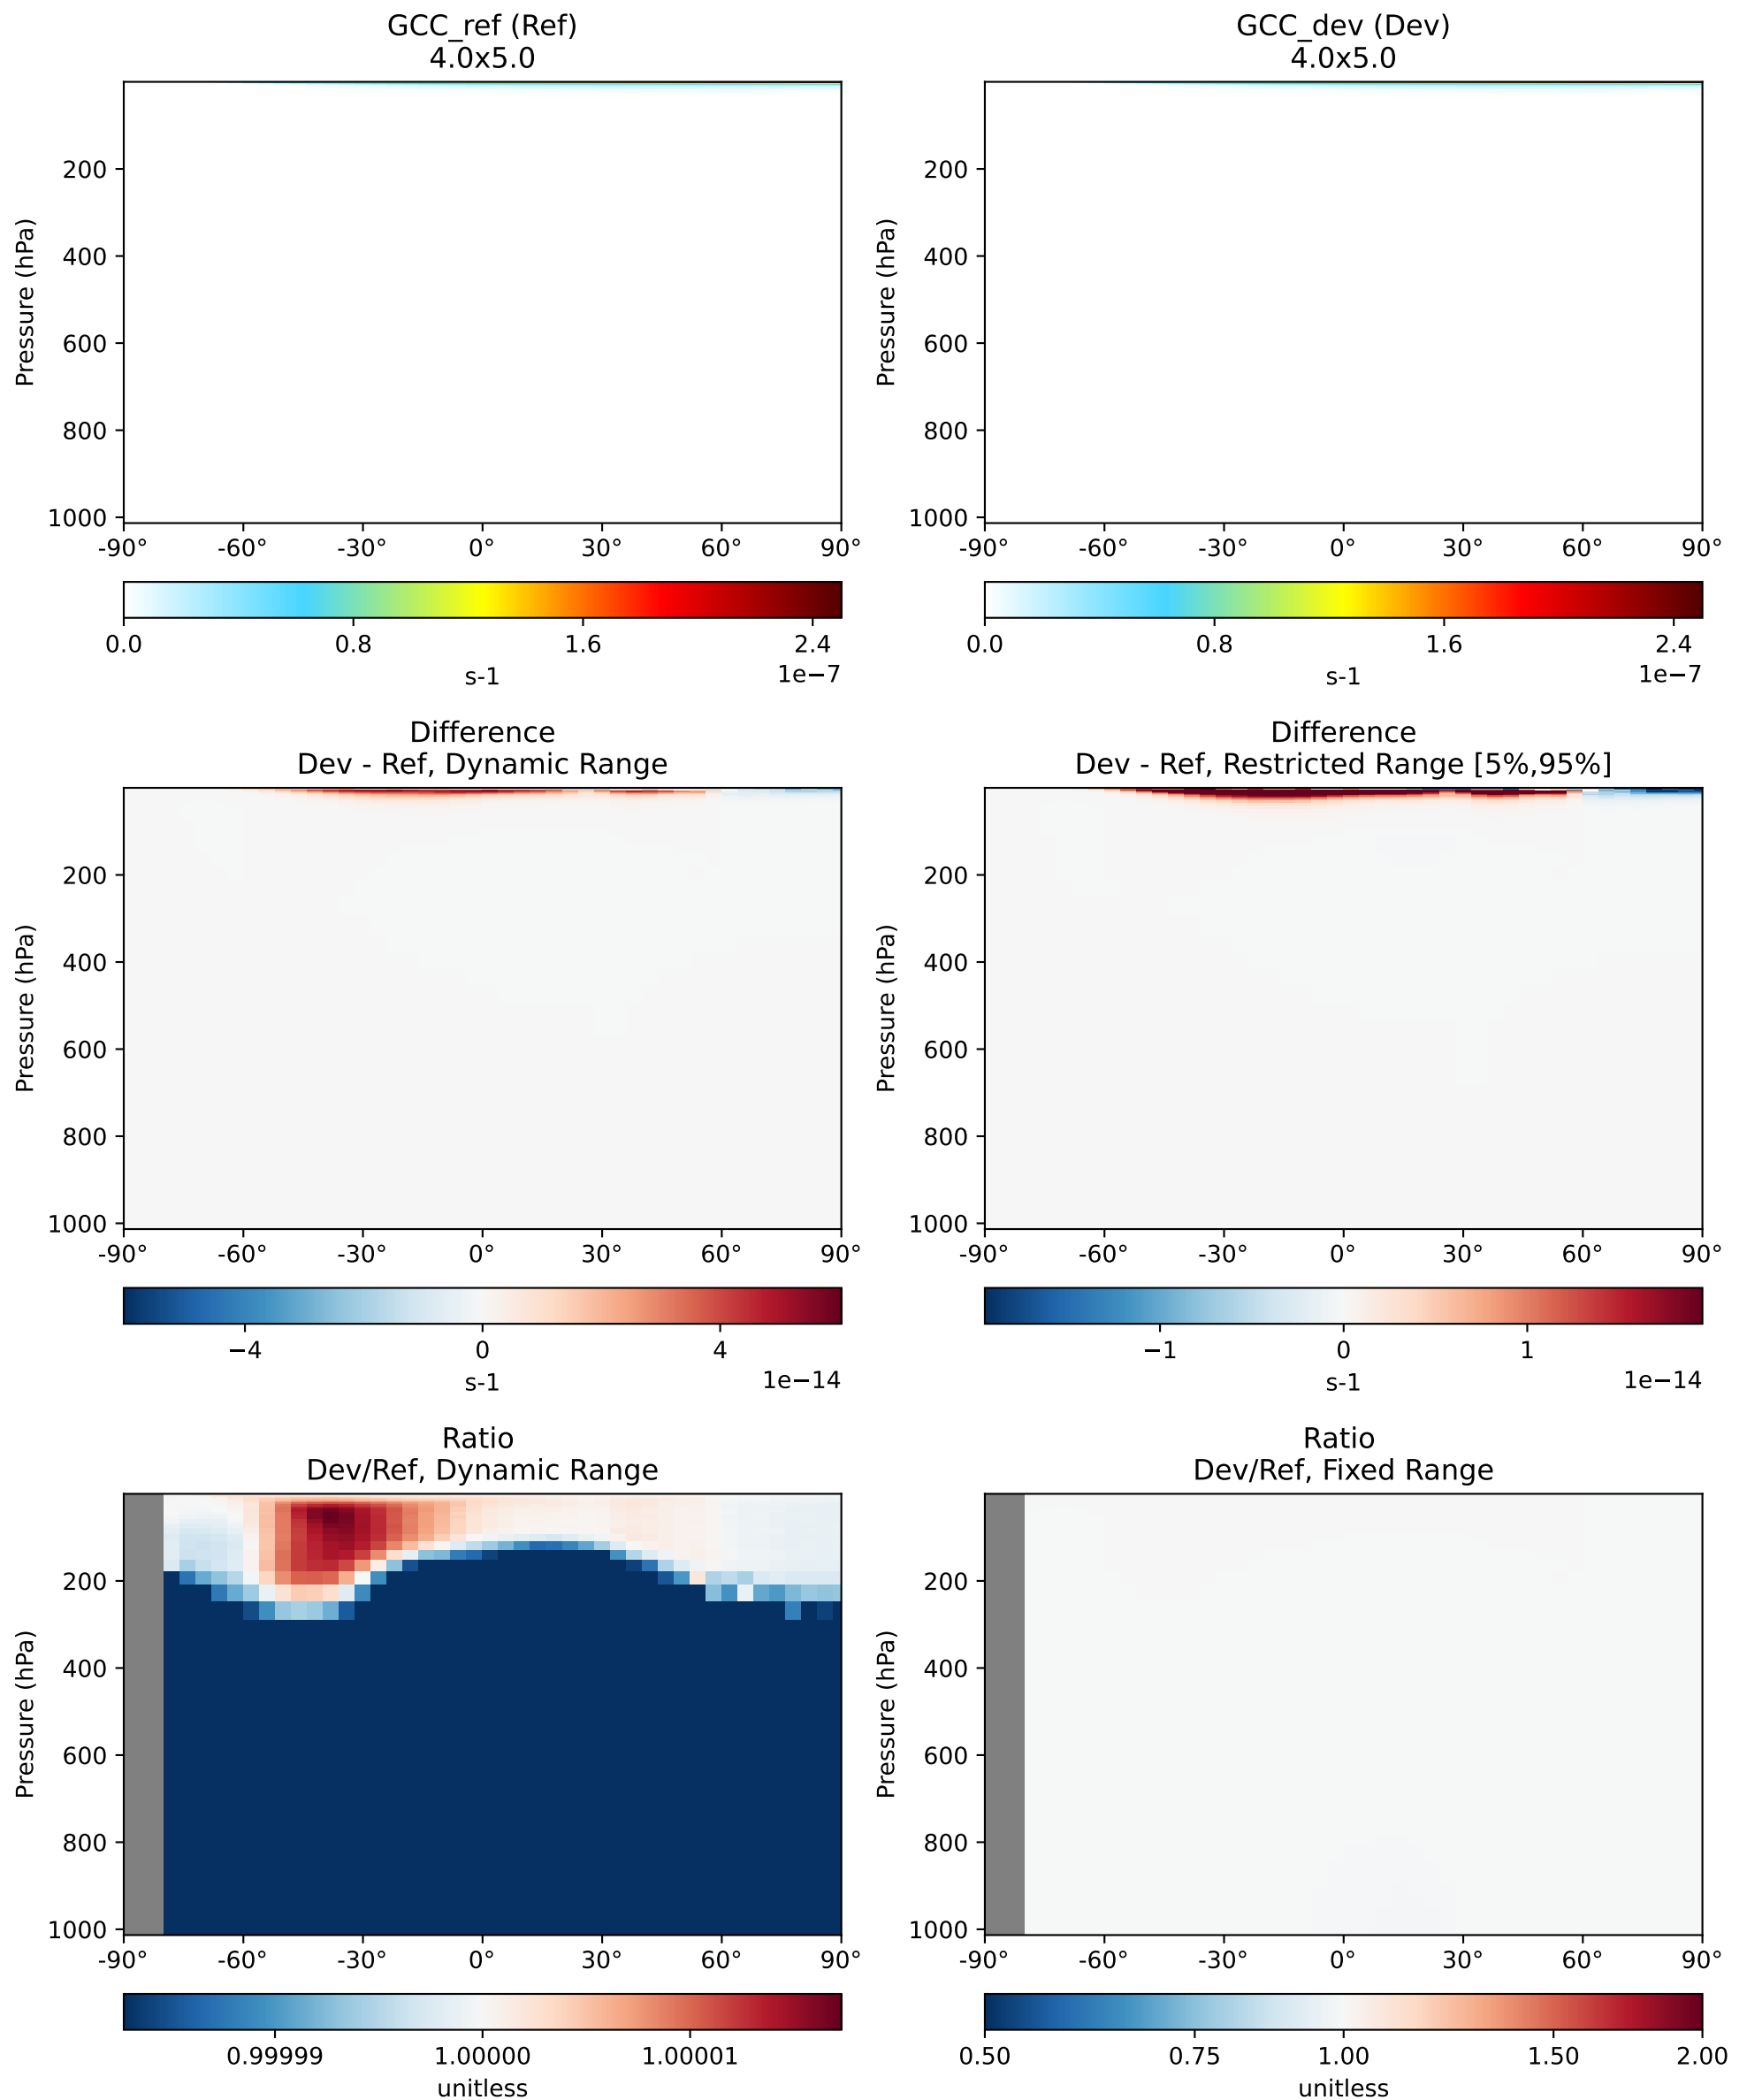 GCC_ref (Ref)
4.0x5.0
GCC_dev (Dev)
4.0x5.0
Pressure (hPa)
200
400
600
800
1000
-90° -60° -30° 0° 30° 60° 90°
0.0 0.8 1.6 2.4
1e−7
s-1
Pressure (hPa)
200
400
600
800
1000
-90° -60° -30° 0° 30° 60° 90°
0.0 0.8 1.6 2.4
1e−7
s-1
Difference
Dev - Ref, Dynamic Range
Difference
Dev - Ref, Restricted Range [5%,95%]
Pressure (hPa)
200
400
600
800
1000
-90° -60° -30° 0° 30° 60° 90°
−4 0 4
1e−14
s-1
Pressure (hPa)
200
400
600
800
1000
-90° -60° -30° 0° 30° 60° 90°
−1 0 1
1e−14
s-1
Ratio
Dev/Ref, Dynamic Range
Ratio
Dev/Ref, Fixed Range
Pressure (hPa)
200
400
600
800
1000
-90° -60° -30° 0° 30° 60° 90°
0.99999 1.00000 1.00001
unitless
Pressure (hPa)
200
400
600
800
1000
-90° -60° -30° 0° 30° 60° 90°
0.50 0.75 1.00 1.50 2.00
unitless